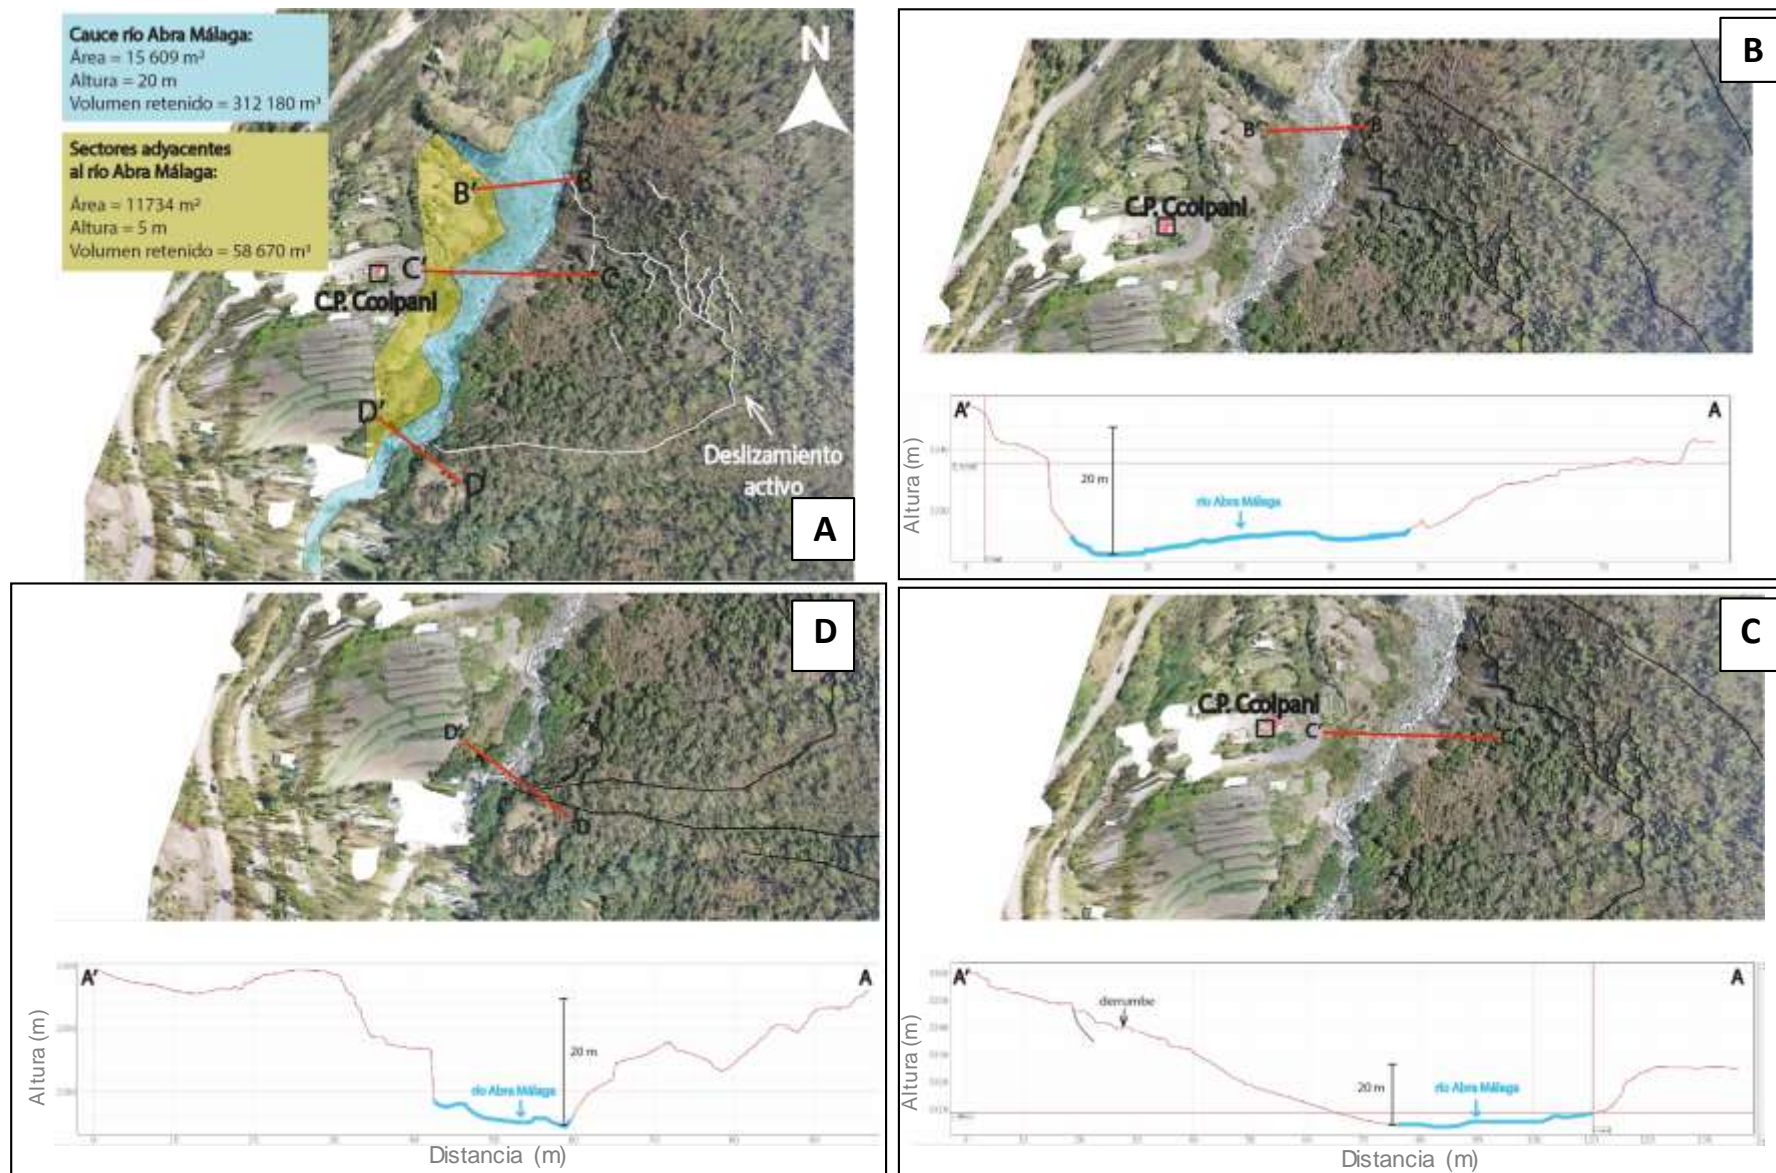 Cauce río Abra Málaga:
Área = 15 609 m²
Altura = 20 m
Volumen retenido = 312 180 m³
Sectores adyacentes
al río Abra Málaga:
Área = 11734 m²
Altura = 5 m
Volumen retenido = 58 670 m³
N
B'
B
C'
C
C.P. Ccolpani
D'
D
Deslizamiento
activo
A
B
B'
B
C.P. Ccolpani
A'
A
Altura (m)
20 m
río Abra Málaga
D
D'
D
A'
A
Altura (m)
20 m
río Abra Málaga
Distancia (m)
C
C.P. Ccolpani
C'
A'
A
derrumbe
Altura (m)
20 m
río Abra Málaga
Distancia (m)